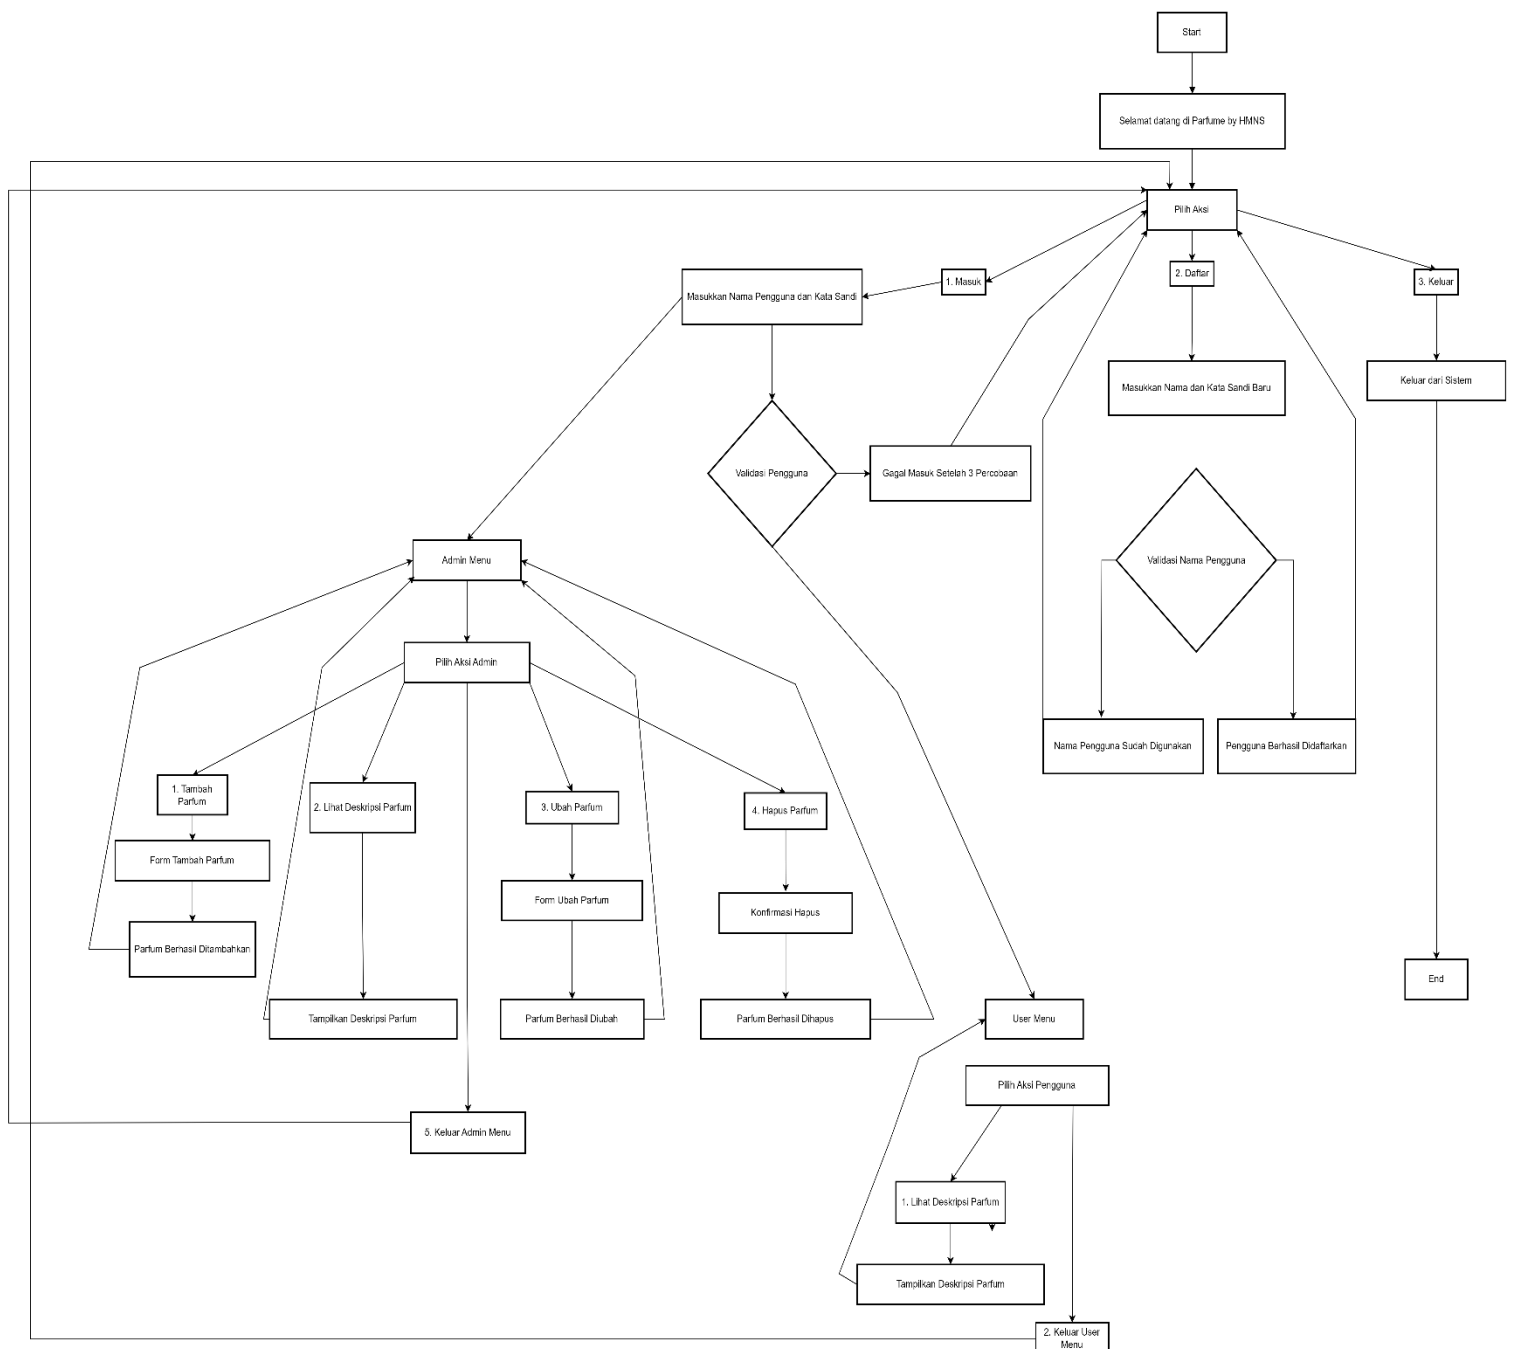 Start
Selamat datang di Parfume by HMNS
Pilih Aksi
1. Masuk
2. Daftar
3. Keluar
Masukkan Nama Pengguna dan Kata Sandi
Masukkan Nama dan Kata Sandi Baru
Keluar dari Sistem
Validasi Pengguna
Gagal Masuk Setelah 3 Percobaan
Validasi Nama Pengguna
Admin Menu
Pilih Aksi Admin
Nama Pengguna Sudah Digunakan
Pengguna Berhasil Didaftarkan
1. Tambah
Parfum
2. Lihat Deskripsi Parfum
3. Ubah Parfum
4. Hapus Parfum
Form Tambah Parfum
Form Ubah Parfum
Konfirmasi Hapus
Parfum Berhasil Ditambahkan
End
Tampilkan Deskripsi Parfum
Parfum Berhasil Diubah
Parfum Berhasil Dihapus
User Menu
Pilih Aksi Pengguna
5. Keluar Admin Menu
1. Lihat Deskripsi Parfum
Tampilkan Deskripsi Parfum
2. Keluar User
Menu